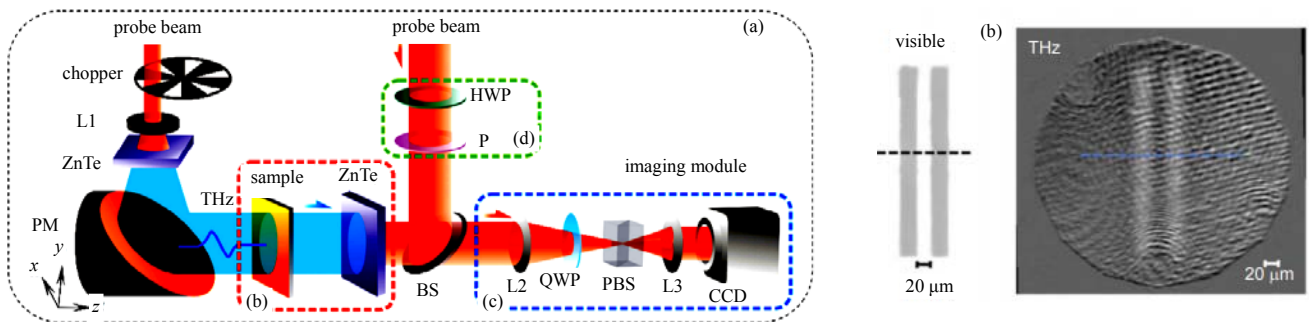 (a)
probe beam
probe beam
chopper
L1
ZnTe
HWP
P
(d)
imaging module
sample
ZnTe
THz
PM
y
x
z
(b)
BS
(c)
L2
QWP
PBS
L3
CCD
visible
20 μm
(b)
THz
20 μm